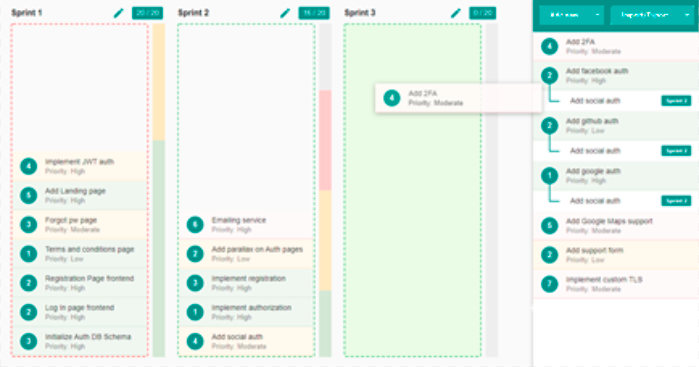 Sprint 1
20 / 20
4
Implement JWT auth
Priority: High
5
Add Landing page
Priority: High
3
Forgot pw page
Priority: Moderate
1
Terms and conditions page
Priority: Low
2
Registration Page frontend
Priority: High
2
Log in page frontend
Priority: High
3
Initialize Auth DB Schema
Priority: High
Sprint 2
16 / 20
6
Emailing service
Priority: High
2
Add parallax on Auth pages
Priority: Low
3
Implement registration
Priority: High
1
Implement authorization
Priority: High
4
Add social auth
Priority: Moderate
Sprint 3
0 / 20
4
Add 2FA
Priority: Moderate
4
Add 2FA
Priority: Moderate
2
Add facebook auth
Priority: High
Add social auth
Sprint 2
2
Add github auth
Priority: Low
Add social auth
Sprint 2
1
Add google auth
Priority: High
Add social auth
Sprint 2
5
Add Google Maps support
Priority: Moderate
2
Add support form
Priority: Low
7
Implement custom TLS
Priority: Moderate